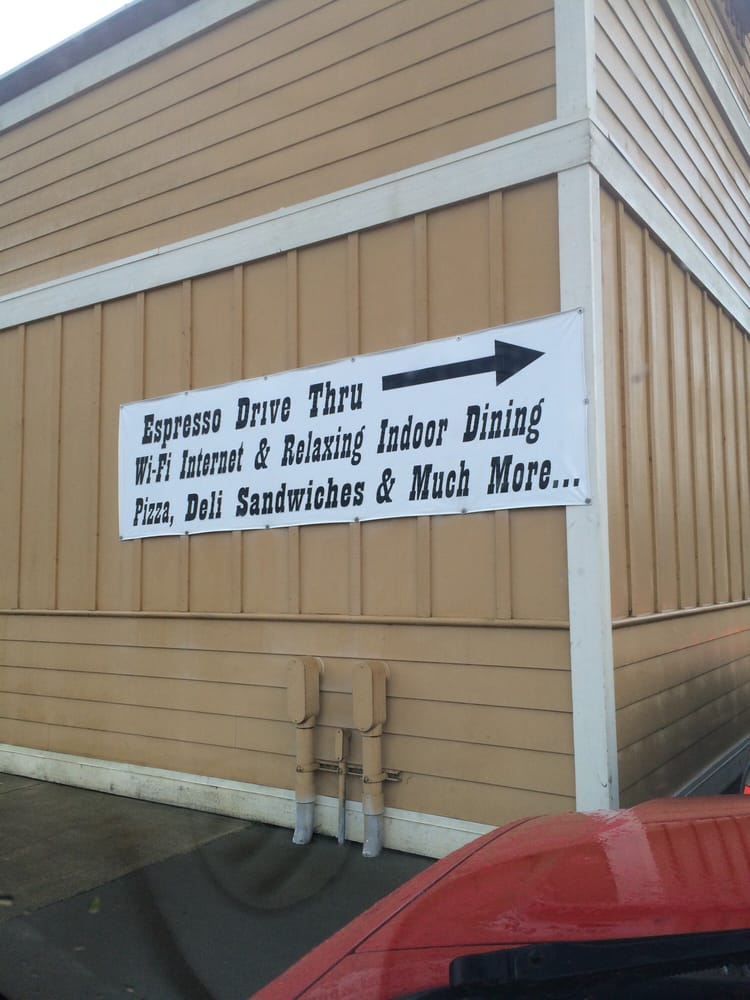 Espresso Drive Thru
Wi-Fi Internet & Relaxing Indoor Dining
Pizza, Deli Sandwiches & Much More...